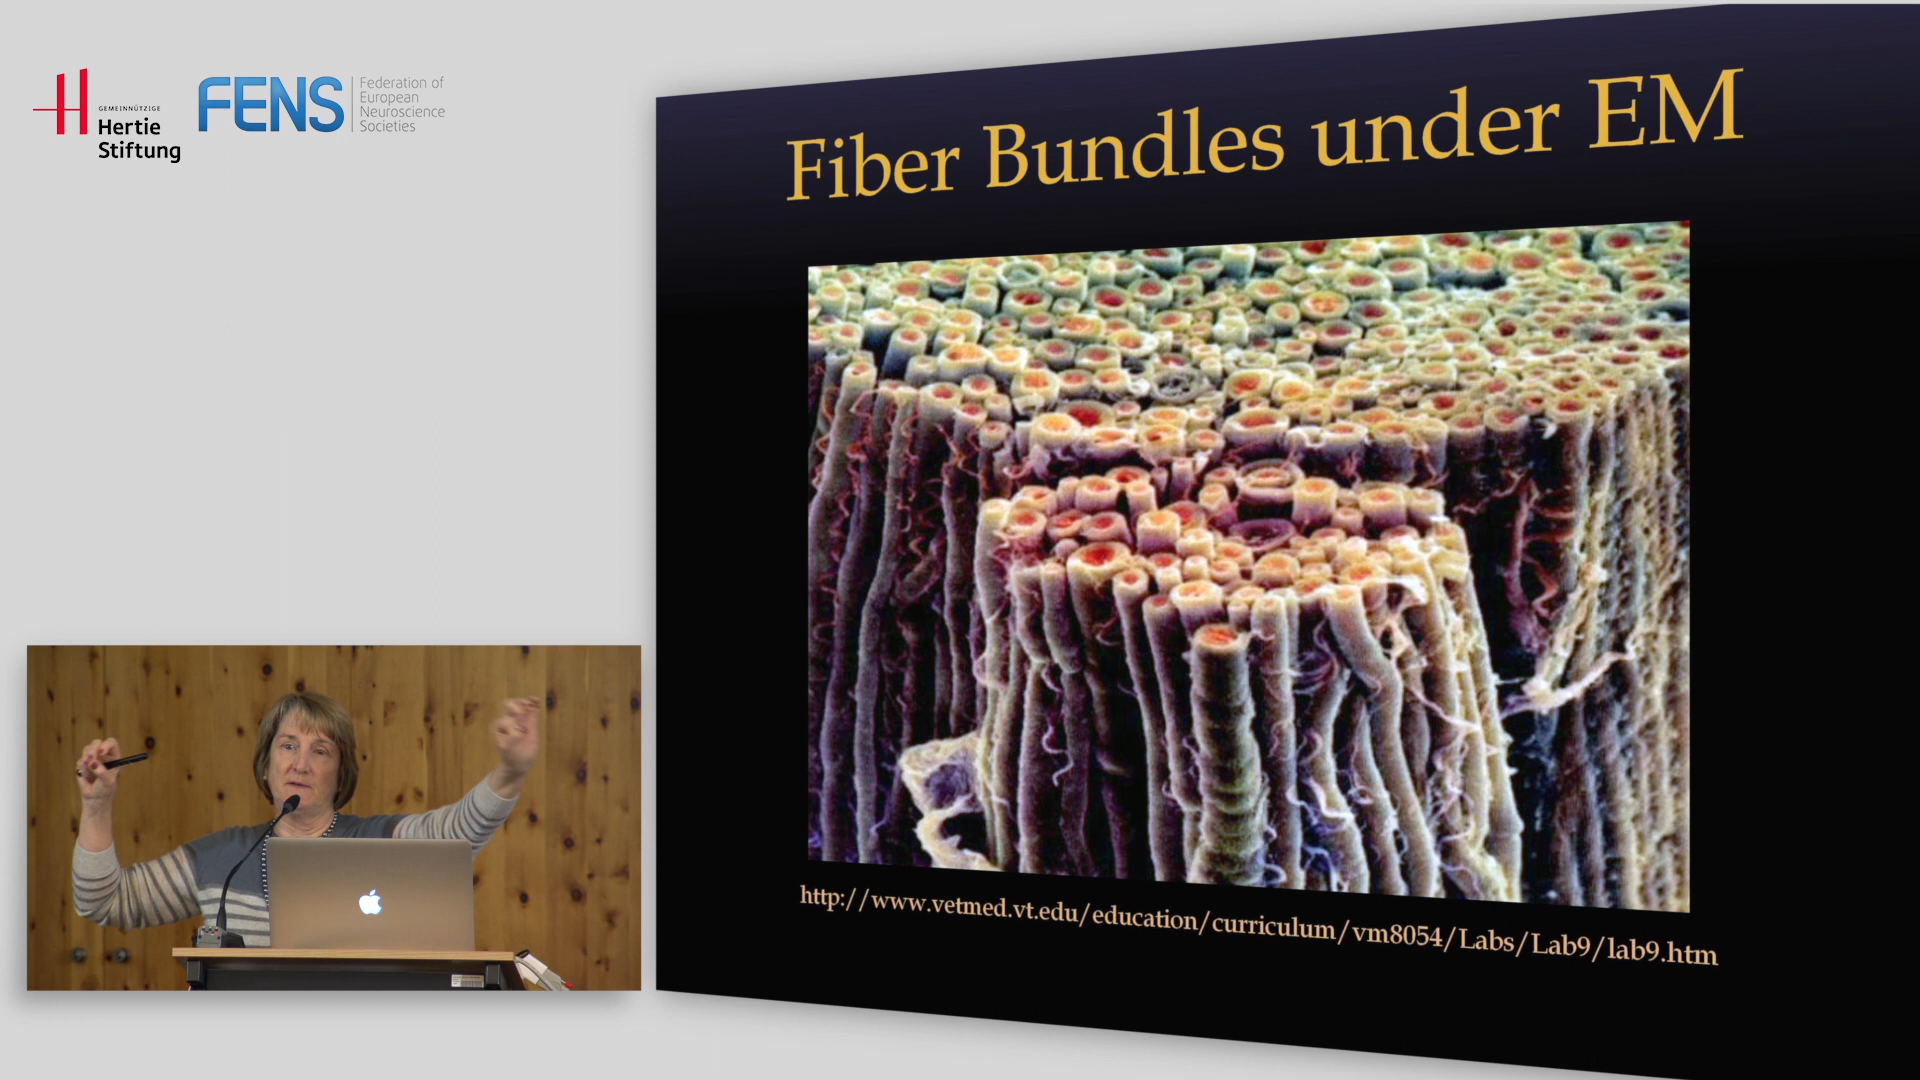 GEMEINNÜTZIGE
Hertie
Stiftung
FENS
Federation of
European
Neuroscience
Societies
Fiber Bundles under EM
http://www.vetmed.vt.edu/education/curriculum/vm8054/Labs/Lab9/lab9.htm